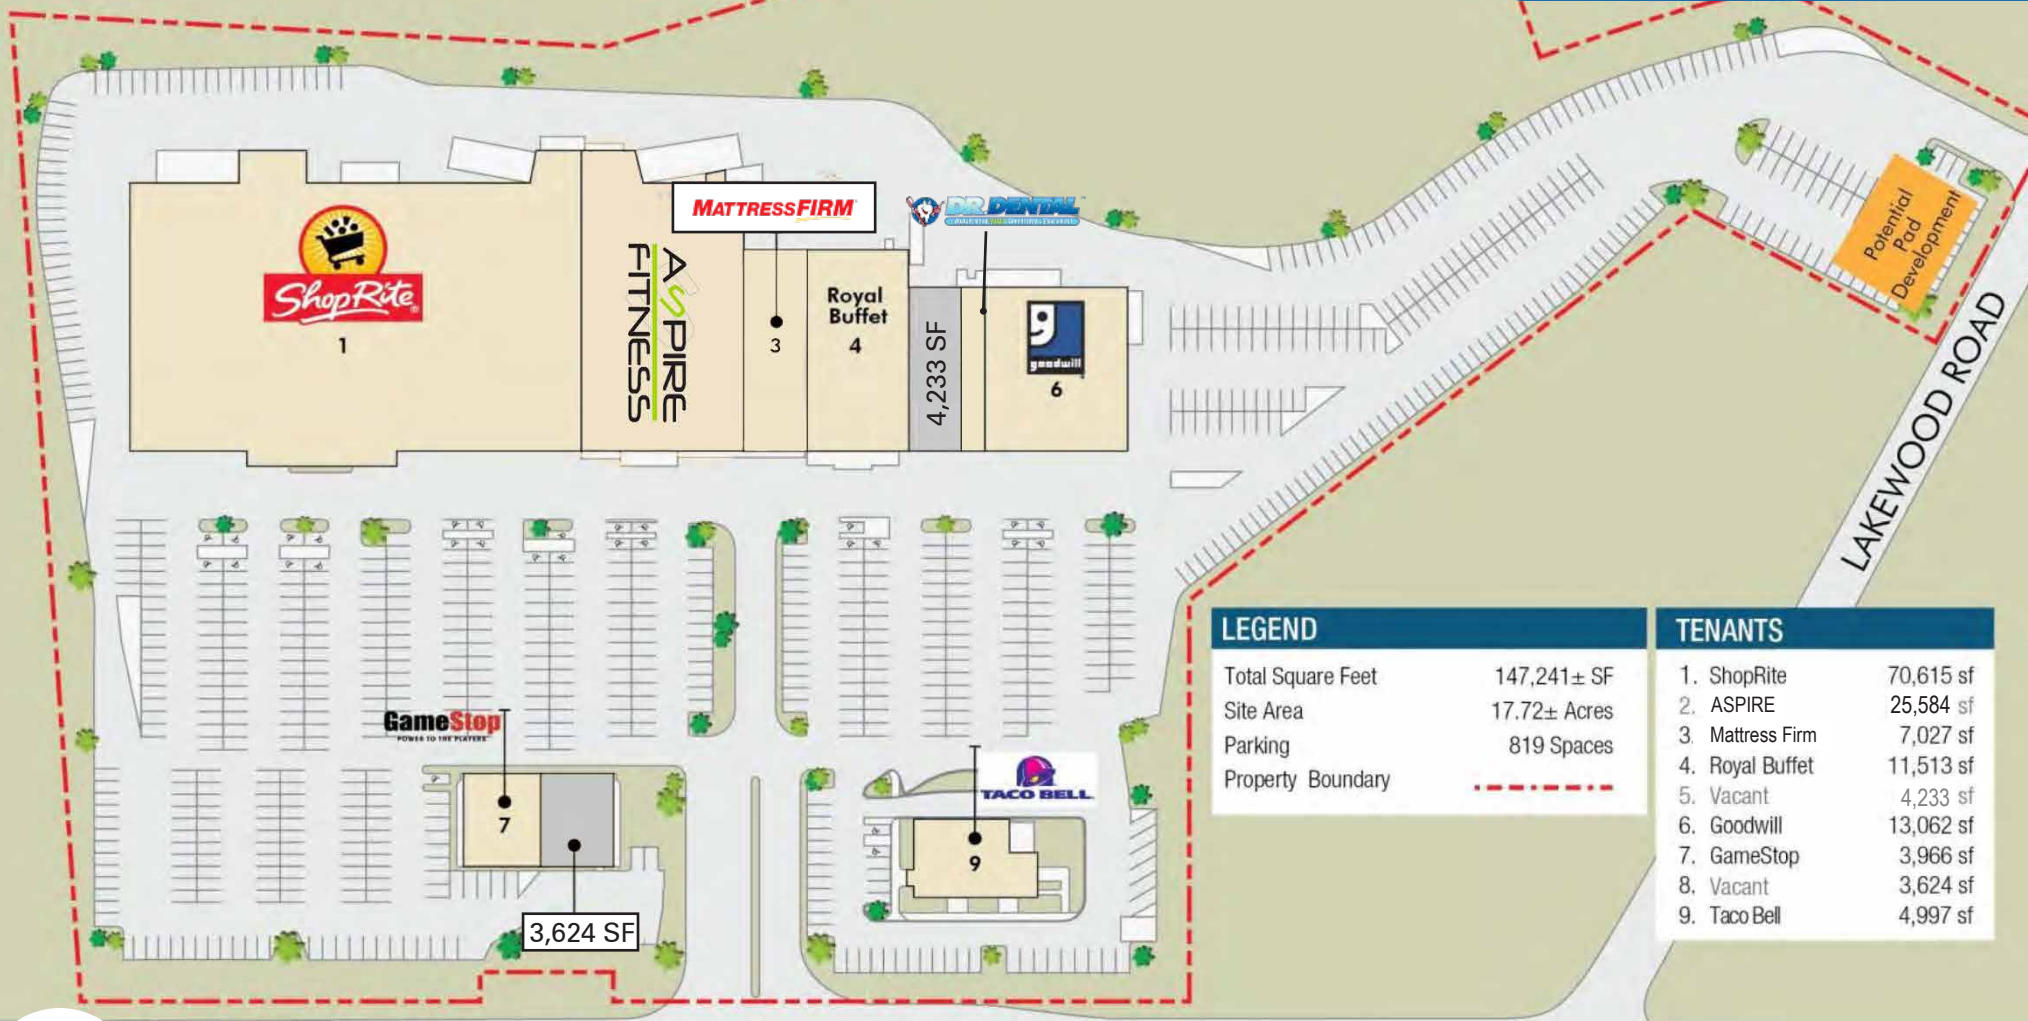 MATTRESSFIRM
DR. DENTAL
ShopRite
1
ASPIRE
FITNESS
3
Royal
Buffet
4
4,233 SF
goodwill
6
Potential
Pad
Development
LAKEWOOD ROAD
GameStop
POWER TO THE PLAYERS
7
3,624 SF
TACO BELL
9
LEGEND
Total Square Feet 147,241± SF
Site Area 17.72± Acres
Parking 819 Spaces
Property Boundary
TENANTS
1. ShopRite 70,615 sf
2. ASPIRE 25,584 sf
3. Mattress Firm 7,027 sf
4. Royal Buffet 11,513 sf
5. Vacant 4,233 sf
6. Goodwill 13,062 sf
7. GameStop 3,966 sf
8. Vacant 3,624 sf
9. Taco Bell 4,997 sf